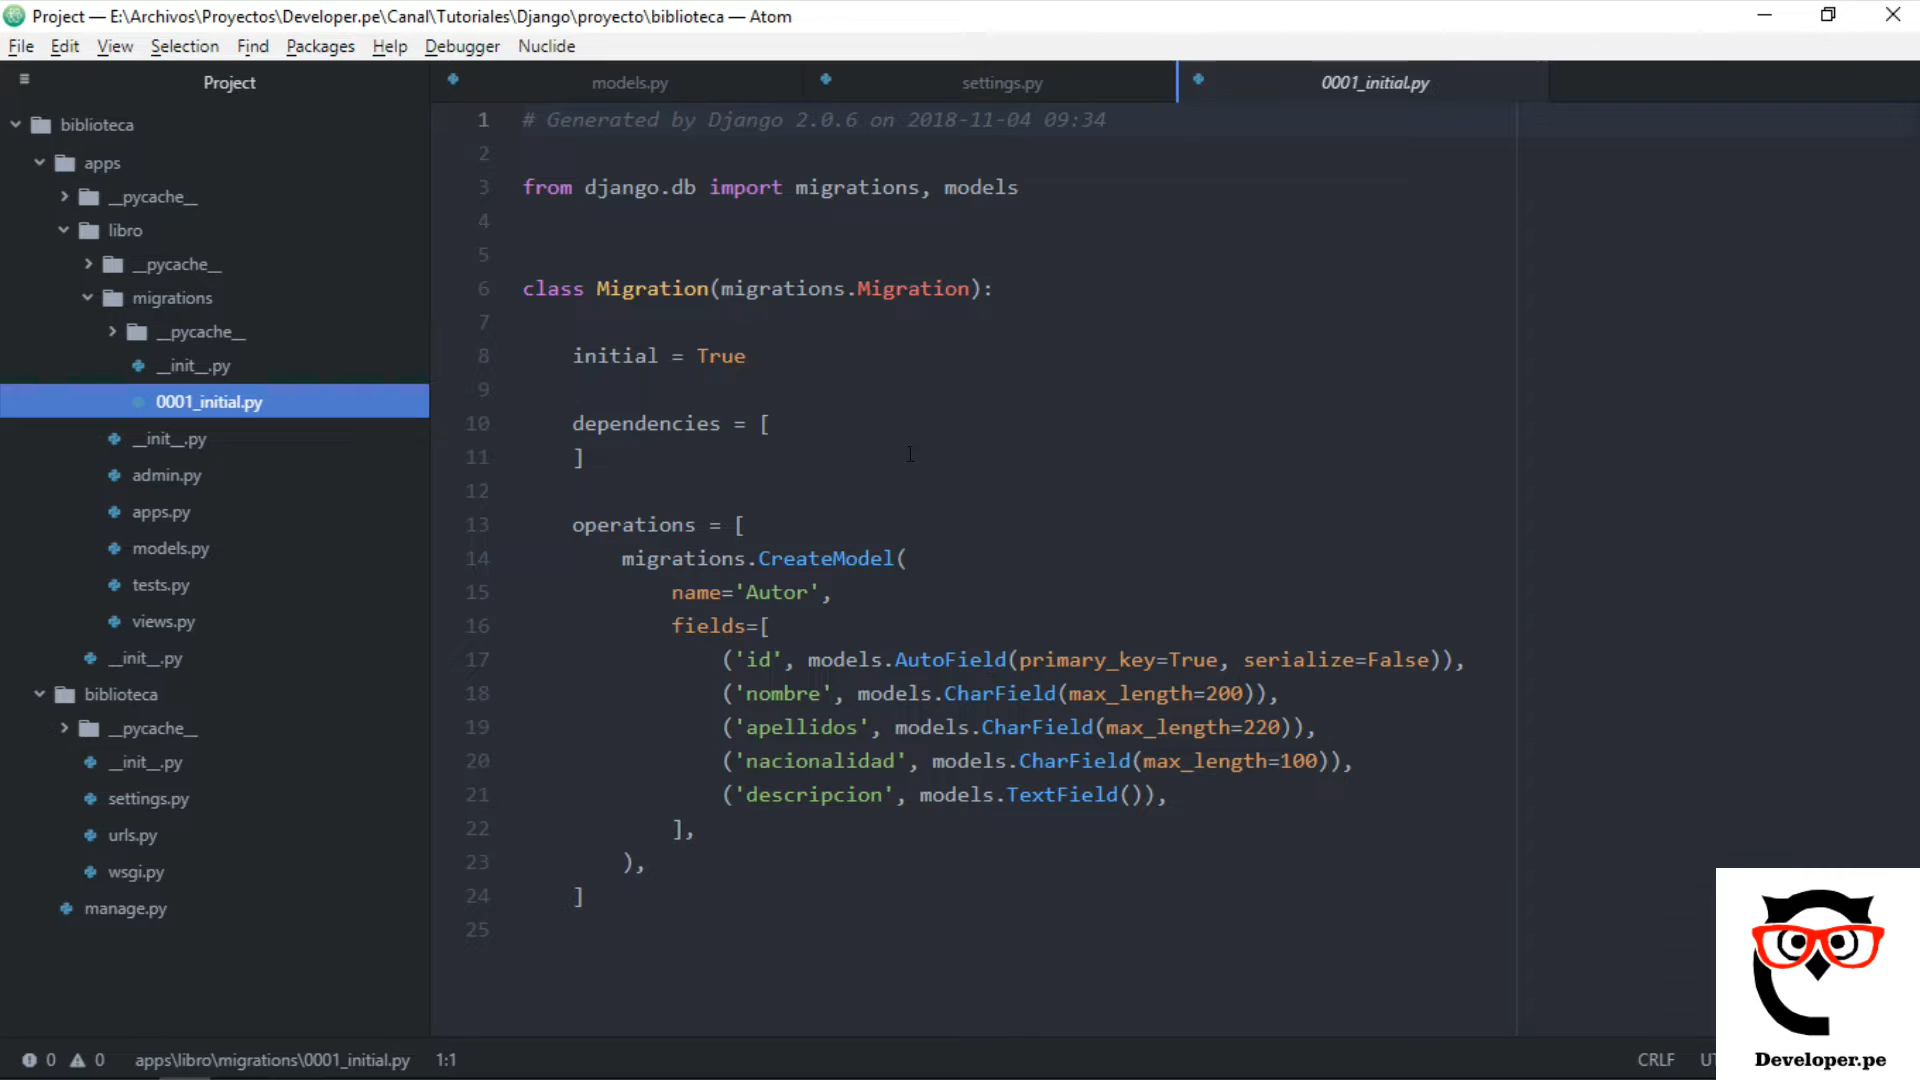 Project — E:\Archivos\Proyectos\Developer.pe\Canal\Tutoriales\Django\proyecto\biblioteca — Atom
File Edit View Selection Find Packages Help Debugger Nuclide
Project
models.py settings.py 0001_initial.py
biblioteca
apps
__pycache__
libro
__pycache__
migrations
__pycache__
__init__.py
0001_initial.py
__init__.py
admin.py
apps.py
models.py
tests.py
views.py
__init__.py
biblioteca
__pycache__
__init__.py
settings.py
urls.py
wsgi.py
manage.py
1 # Generated by Django 2.0.6 on 2018-11-04 09:34
2
3 from django.db import migrations, models
4
5
6 class Migration(migrations.Migration):
7
8     initial = True
9
10     dependencies = [
11     ]
12
13     operations = [
14         migrations.CreateModel(
15             name='Autor',
16             fields=[
17                 ('id', models.AutoField(primary_key=True, serialize=False)),
18                 ('nombre', models.CharField(max_length=200)),
19                 ('apellidos', models.CharField(max_length=220)),
20                 ('nacionalidad', models.CharField(max_length=100)),
21                 ('descripcion', models.TextField()),
22             ],
23         ),
24     ]
25
0 0 apps\libro\migrations\0001_initial.py 1:1 CRLF
Developer.pe